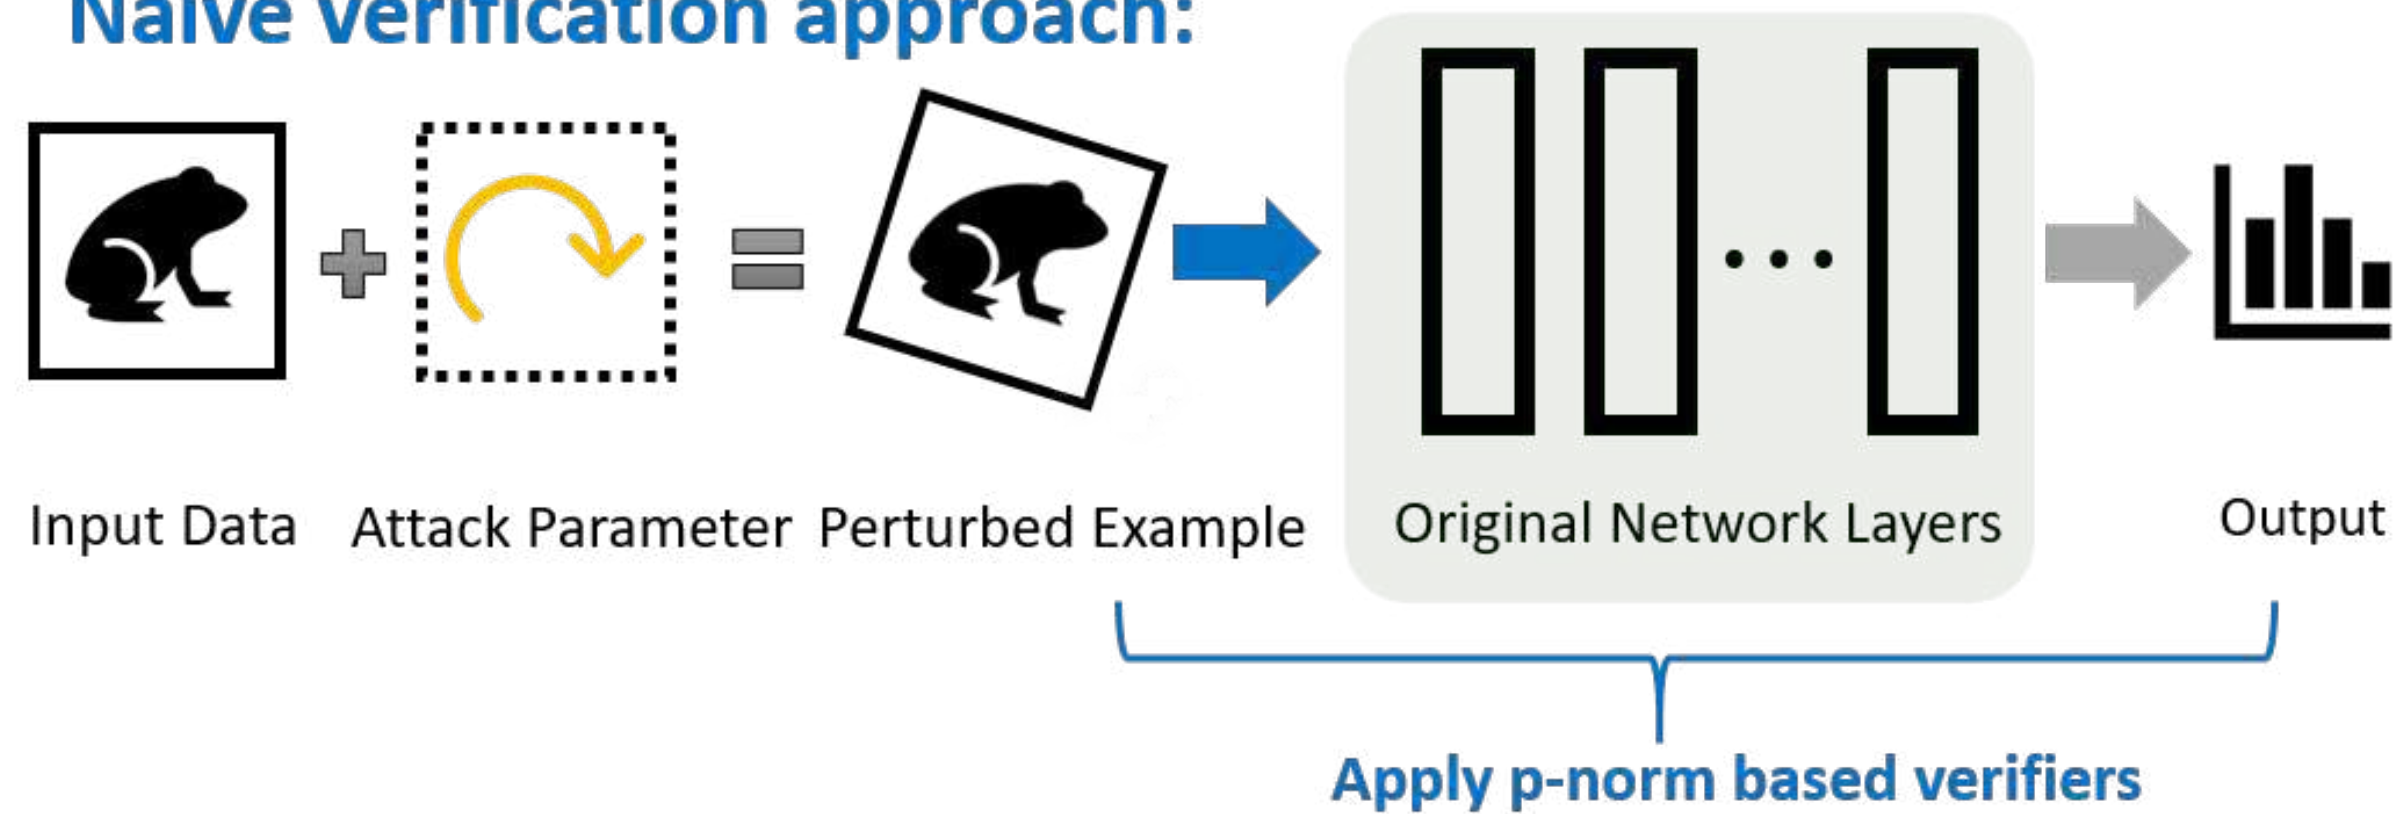 Naive verification approach:
Input Data Attack Parameter Perturbed Example Original Network Layers Output
Apply p-norm based verifiers